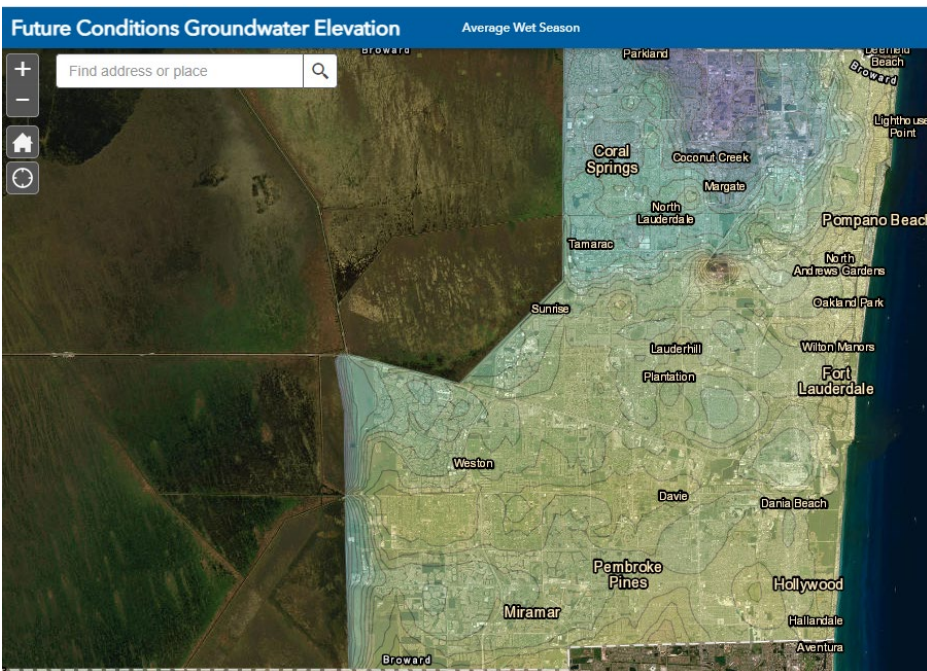 Future Conditions Groundwater Elevation
Average Wet Season
+
Find address or place
−
Broward
Parkland
Deerfield
Beach
Broward
Lighthouse
Point
Coral
Springs
Coconut Creek
Margate
North
Lauderdale
Pompano Beach
Tamarac
North
Andrews Gardens
Oakland Park
Sunrise
Lauderhill
Wilton Manors
Plantation
Fort
Lauderdale
Weston
Davie
Dania Beach
Pembroke
Pines
Hollywood
Miramar
Hallandale
Aventura
Broward